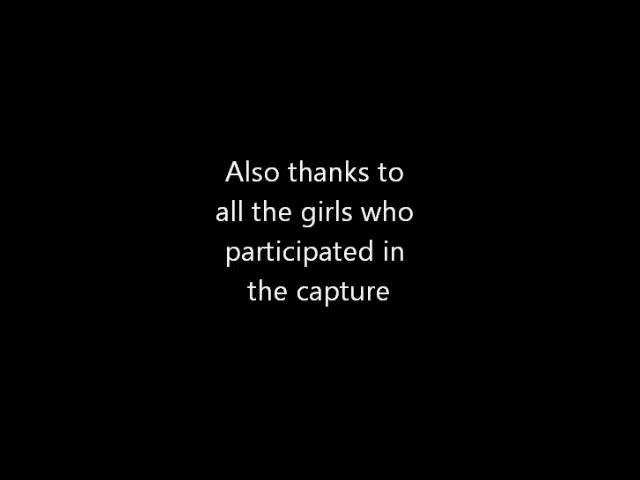 Also thanks to
all the girls who
participated in
the capture